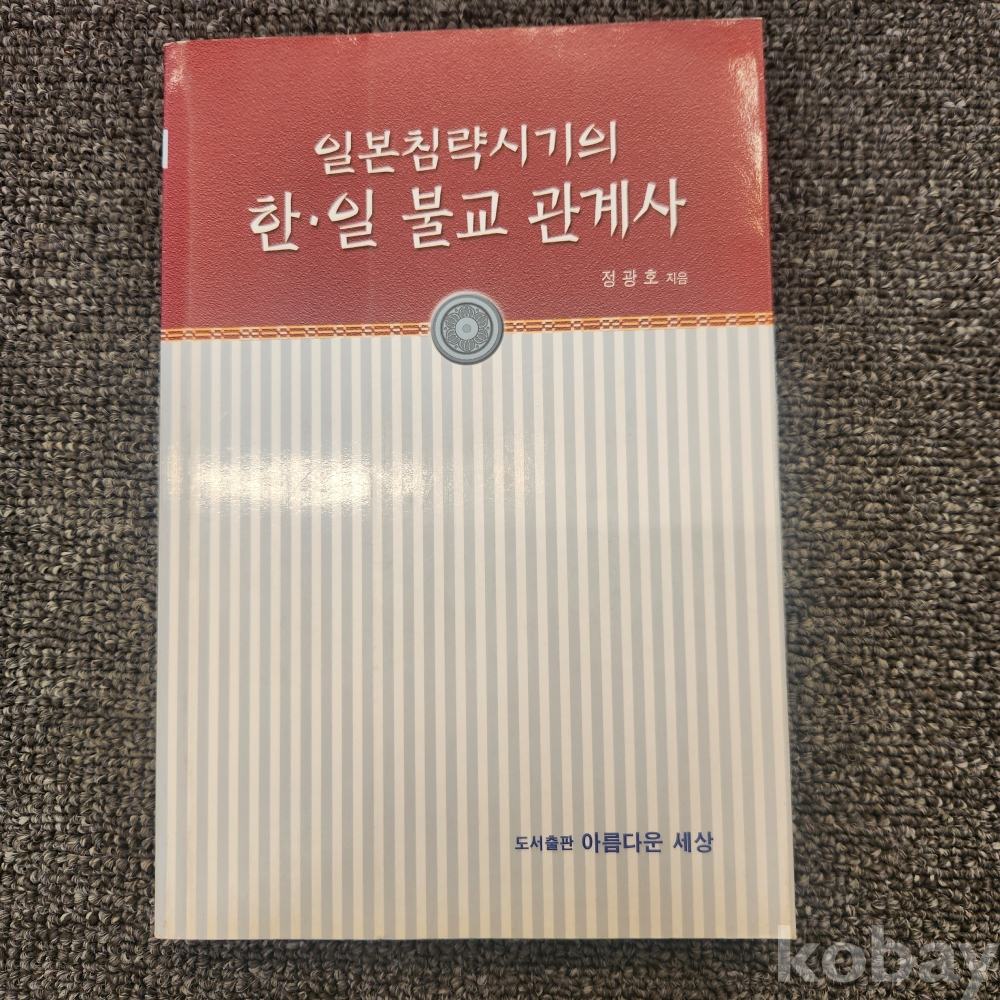 일본침략시기의
한·일 불교 관계사
정광호 지음
도서출판 아름다운 세상
kobay